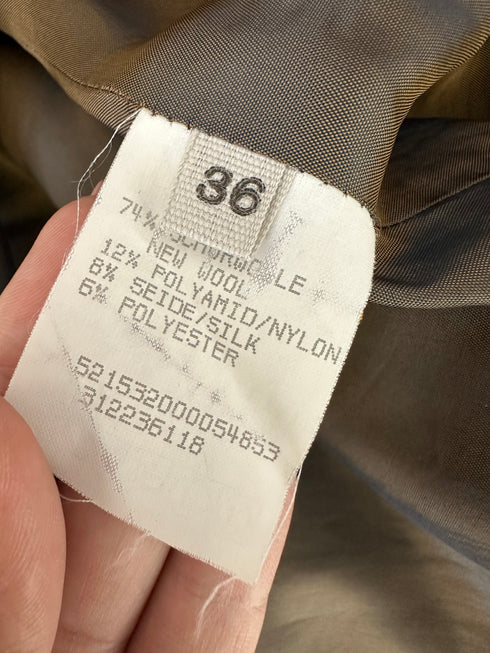 36
74% SCHURWOLLE
NEW WOOL
12% POLYAMID/NYLON
8% SEIDE/SILK
6% POLYESTER
521532000054853
312236118